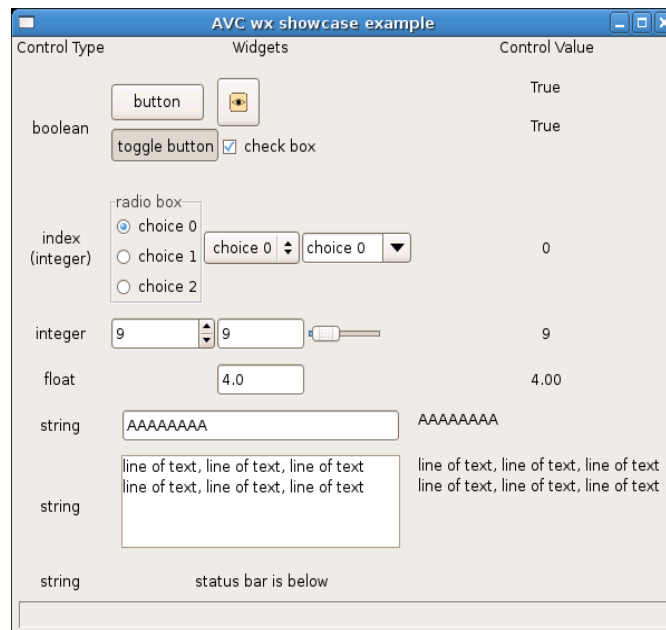 AVC wx showcase example
Control Type Widgets Control Value
boolean
button
True
toggle button check box
True
index
(integer)
radio box
choice 0
choice 1
choice 2
choice 0 choice 0
0
integer 9 9 9
float 4.0 4.00
string AAAAAAAA AAAAAAAA
string
line of text, line of text, line of text
line of text, line of text, line of text
line of text, line of text, line of text
line of text, line of text, line of text
string status bar is below